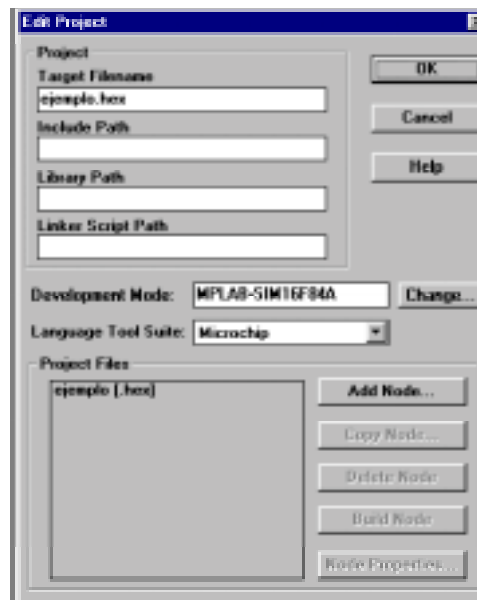 Edit Project
Project
Target Filename
OK
ejemplo.hex
Include Path
Cancel
Library Path
Help
Linker Script Path
Development Mode: MPLAB-SIM16F84A Change...
Language Tool Suite: Microchip
Project Files
ejemplo [.hex]
Add Node...
Copy Node...
Delete Node
Build Node
Node Properties...